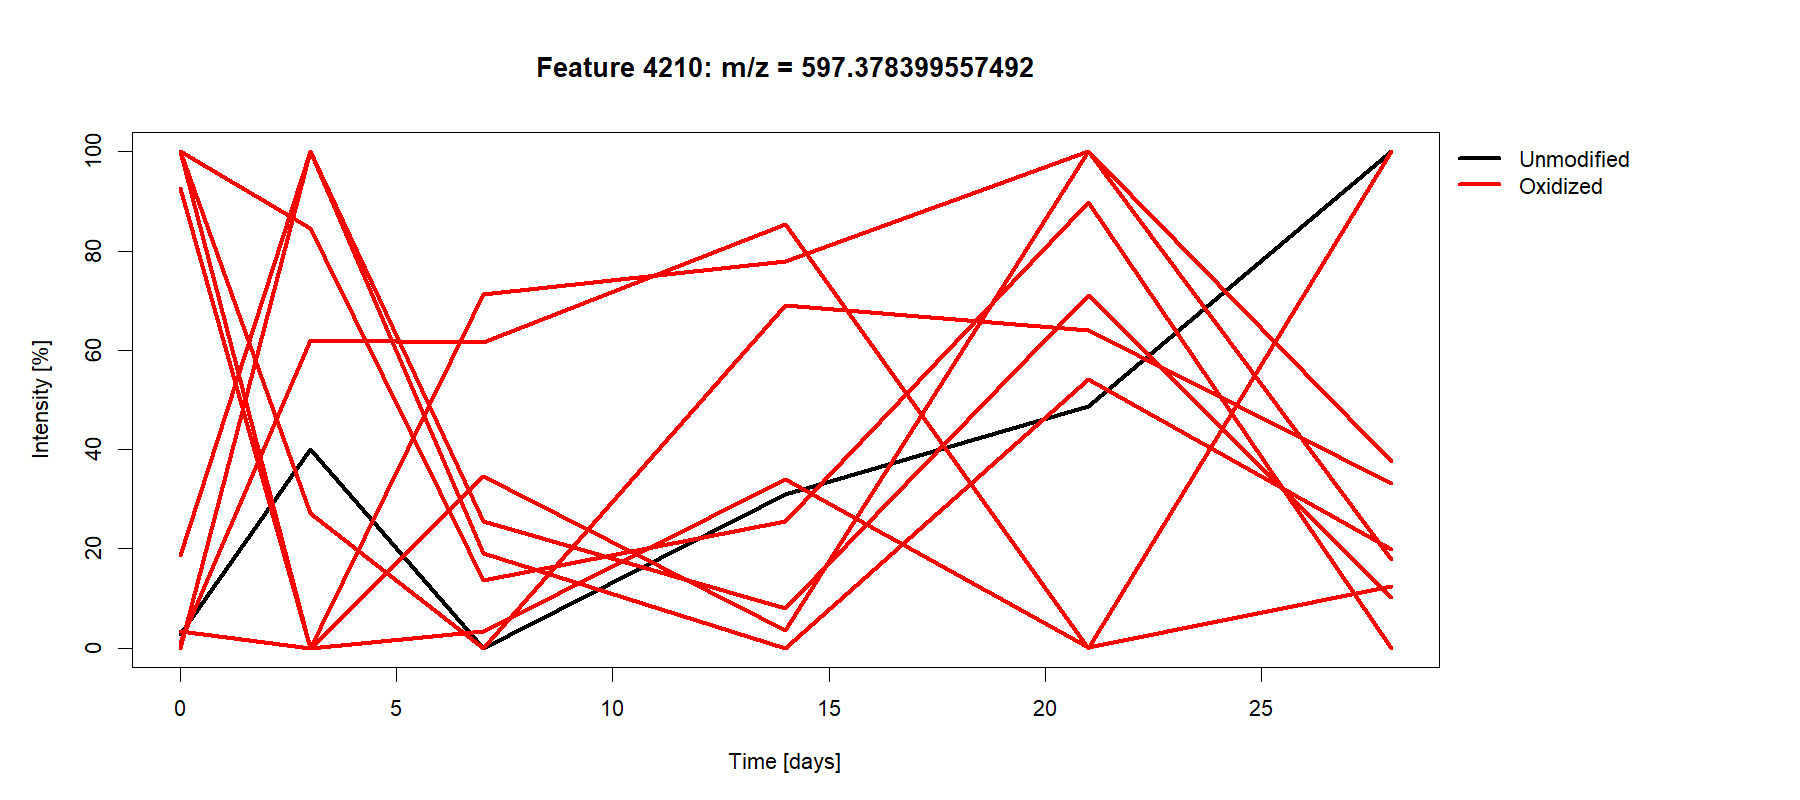 Feature 4210: m/z = 597.378399557492
Unmodified
Oxidized
Intensity [%]
100
80
60
40
20
0
0 5 10 15 20 25
Time [days]